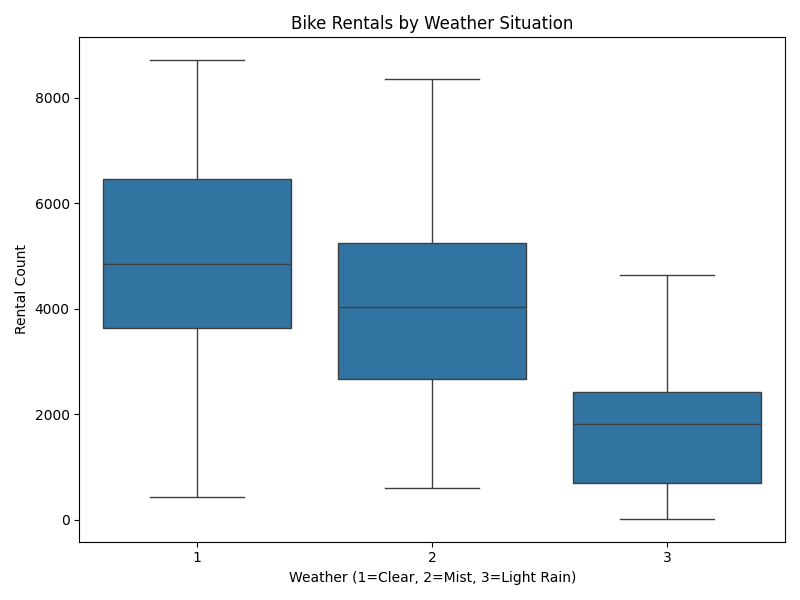 Bike Rentals by Weather Situation
Rental Count
8000
6000
4000
2000
0
1
2
3
Weather (1=Clear, 2=Mist, 3=Light Rain)